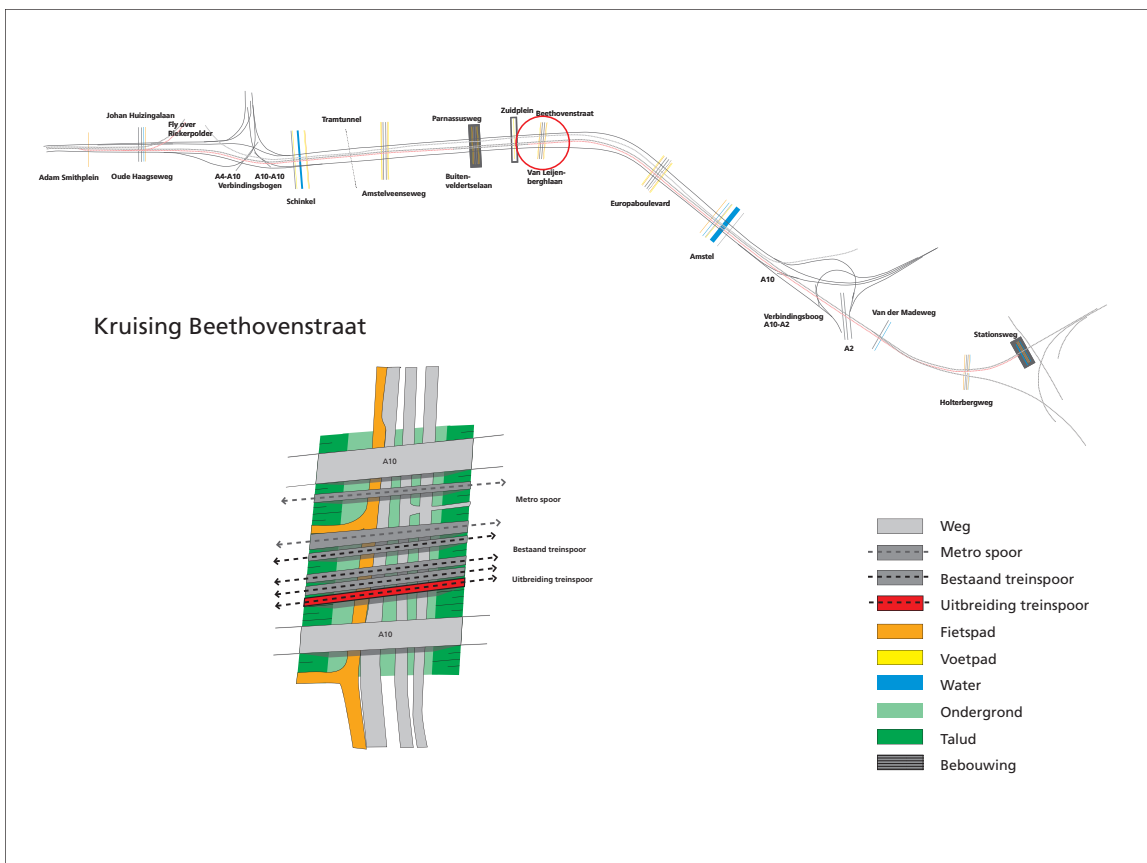 Johan Huizingalaan
Fly over
Riekerpolder
Tramtunnel
Parnassusweg
Zuidplein
Beethovenstraat
Adam Smithplein
Oude Haagseweg
A4-A10
A10-A10
Verbindingsbogen
Schinkel
Amstelveenseweg
Buiten-
veldertselaan
Van Leijen-
berghlaan
Europaboulevard
Amstel
A10
Verbindingsboog
A10-A2
A2
Van der Madeweg
Stationsweg
Holterbergweg
Kruising Beethovenstraat
A10
Metro spoor
Bestaand treinspoor
Uitbreiding treinspoor
A10
Weg
Metro spoor
Bestaand treinspoor
Uitbreiding treinspoor
Fietspad
Voetpad
Water
Ondergrond
Talud
Bebouwing